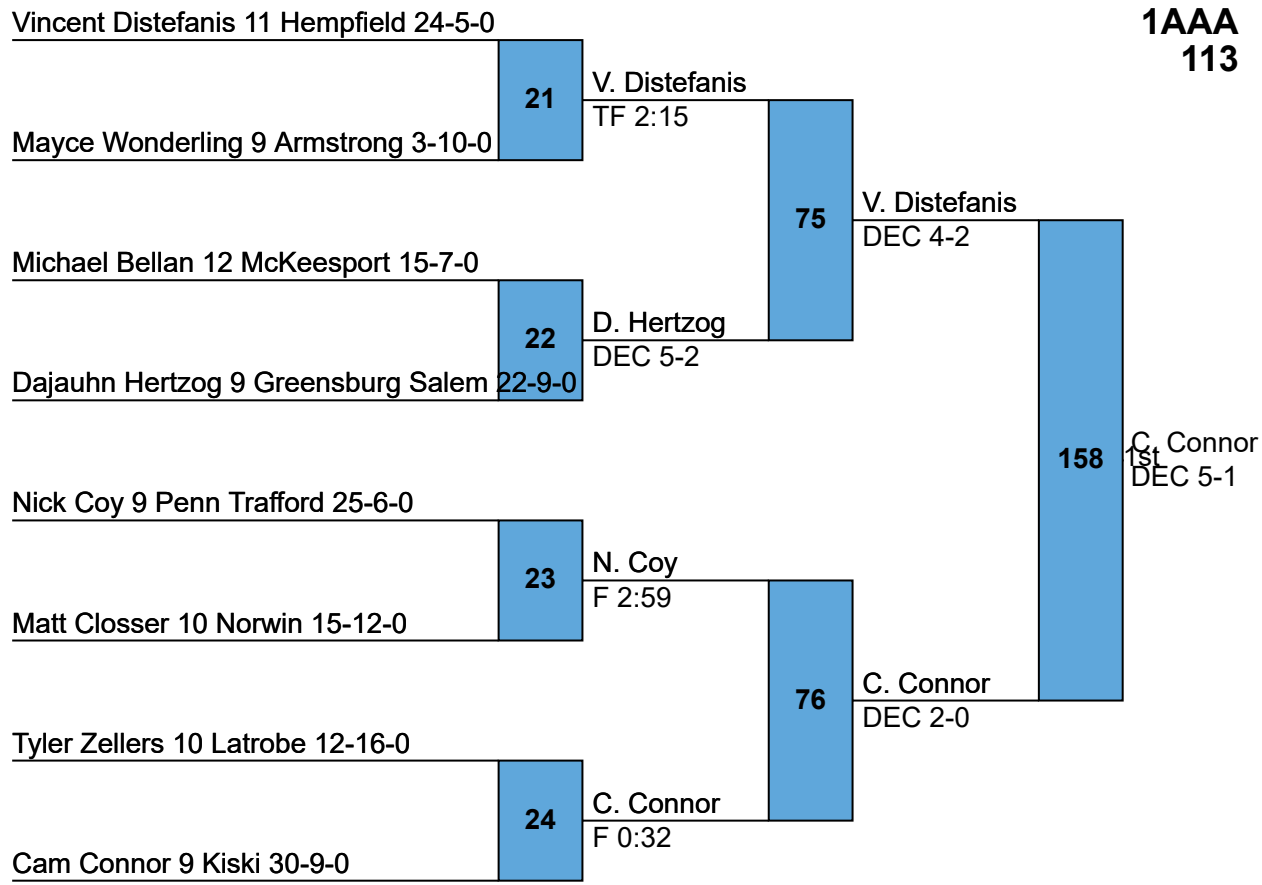 Vincent Distefanis 11 Hempfield 24-5-0
1AAA
113
21
V. Distefanis
TF 2:15
Mayce Wonderling 9 Armstrong 3-10-0
75
V. Distefanis
DEC 4-2
Michael Bellan 12 McKeesport 15-7-0
22
D. Hertzog
DEC 5-2
Dajauhn Hertzog 9 Greensburg Salem 22-9-0
158
C. Connor
1st
DEC 5-1
Nick Coy 9 Penn Trafford 25-6-0
23
N. Coy
F 2:59
Matt Closser 10 Norwin 15-12-0
76
C. Connor
DEC 2-0
Tyler Zellers 10 Latrobe 12-16-0
24
C. Connor
F 0:32
Cam Connor 9 Kiski 30-9-0